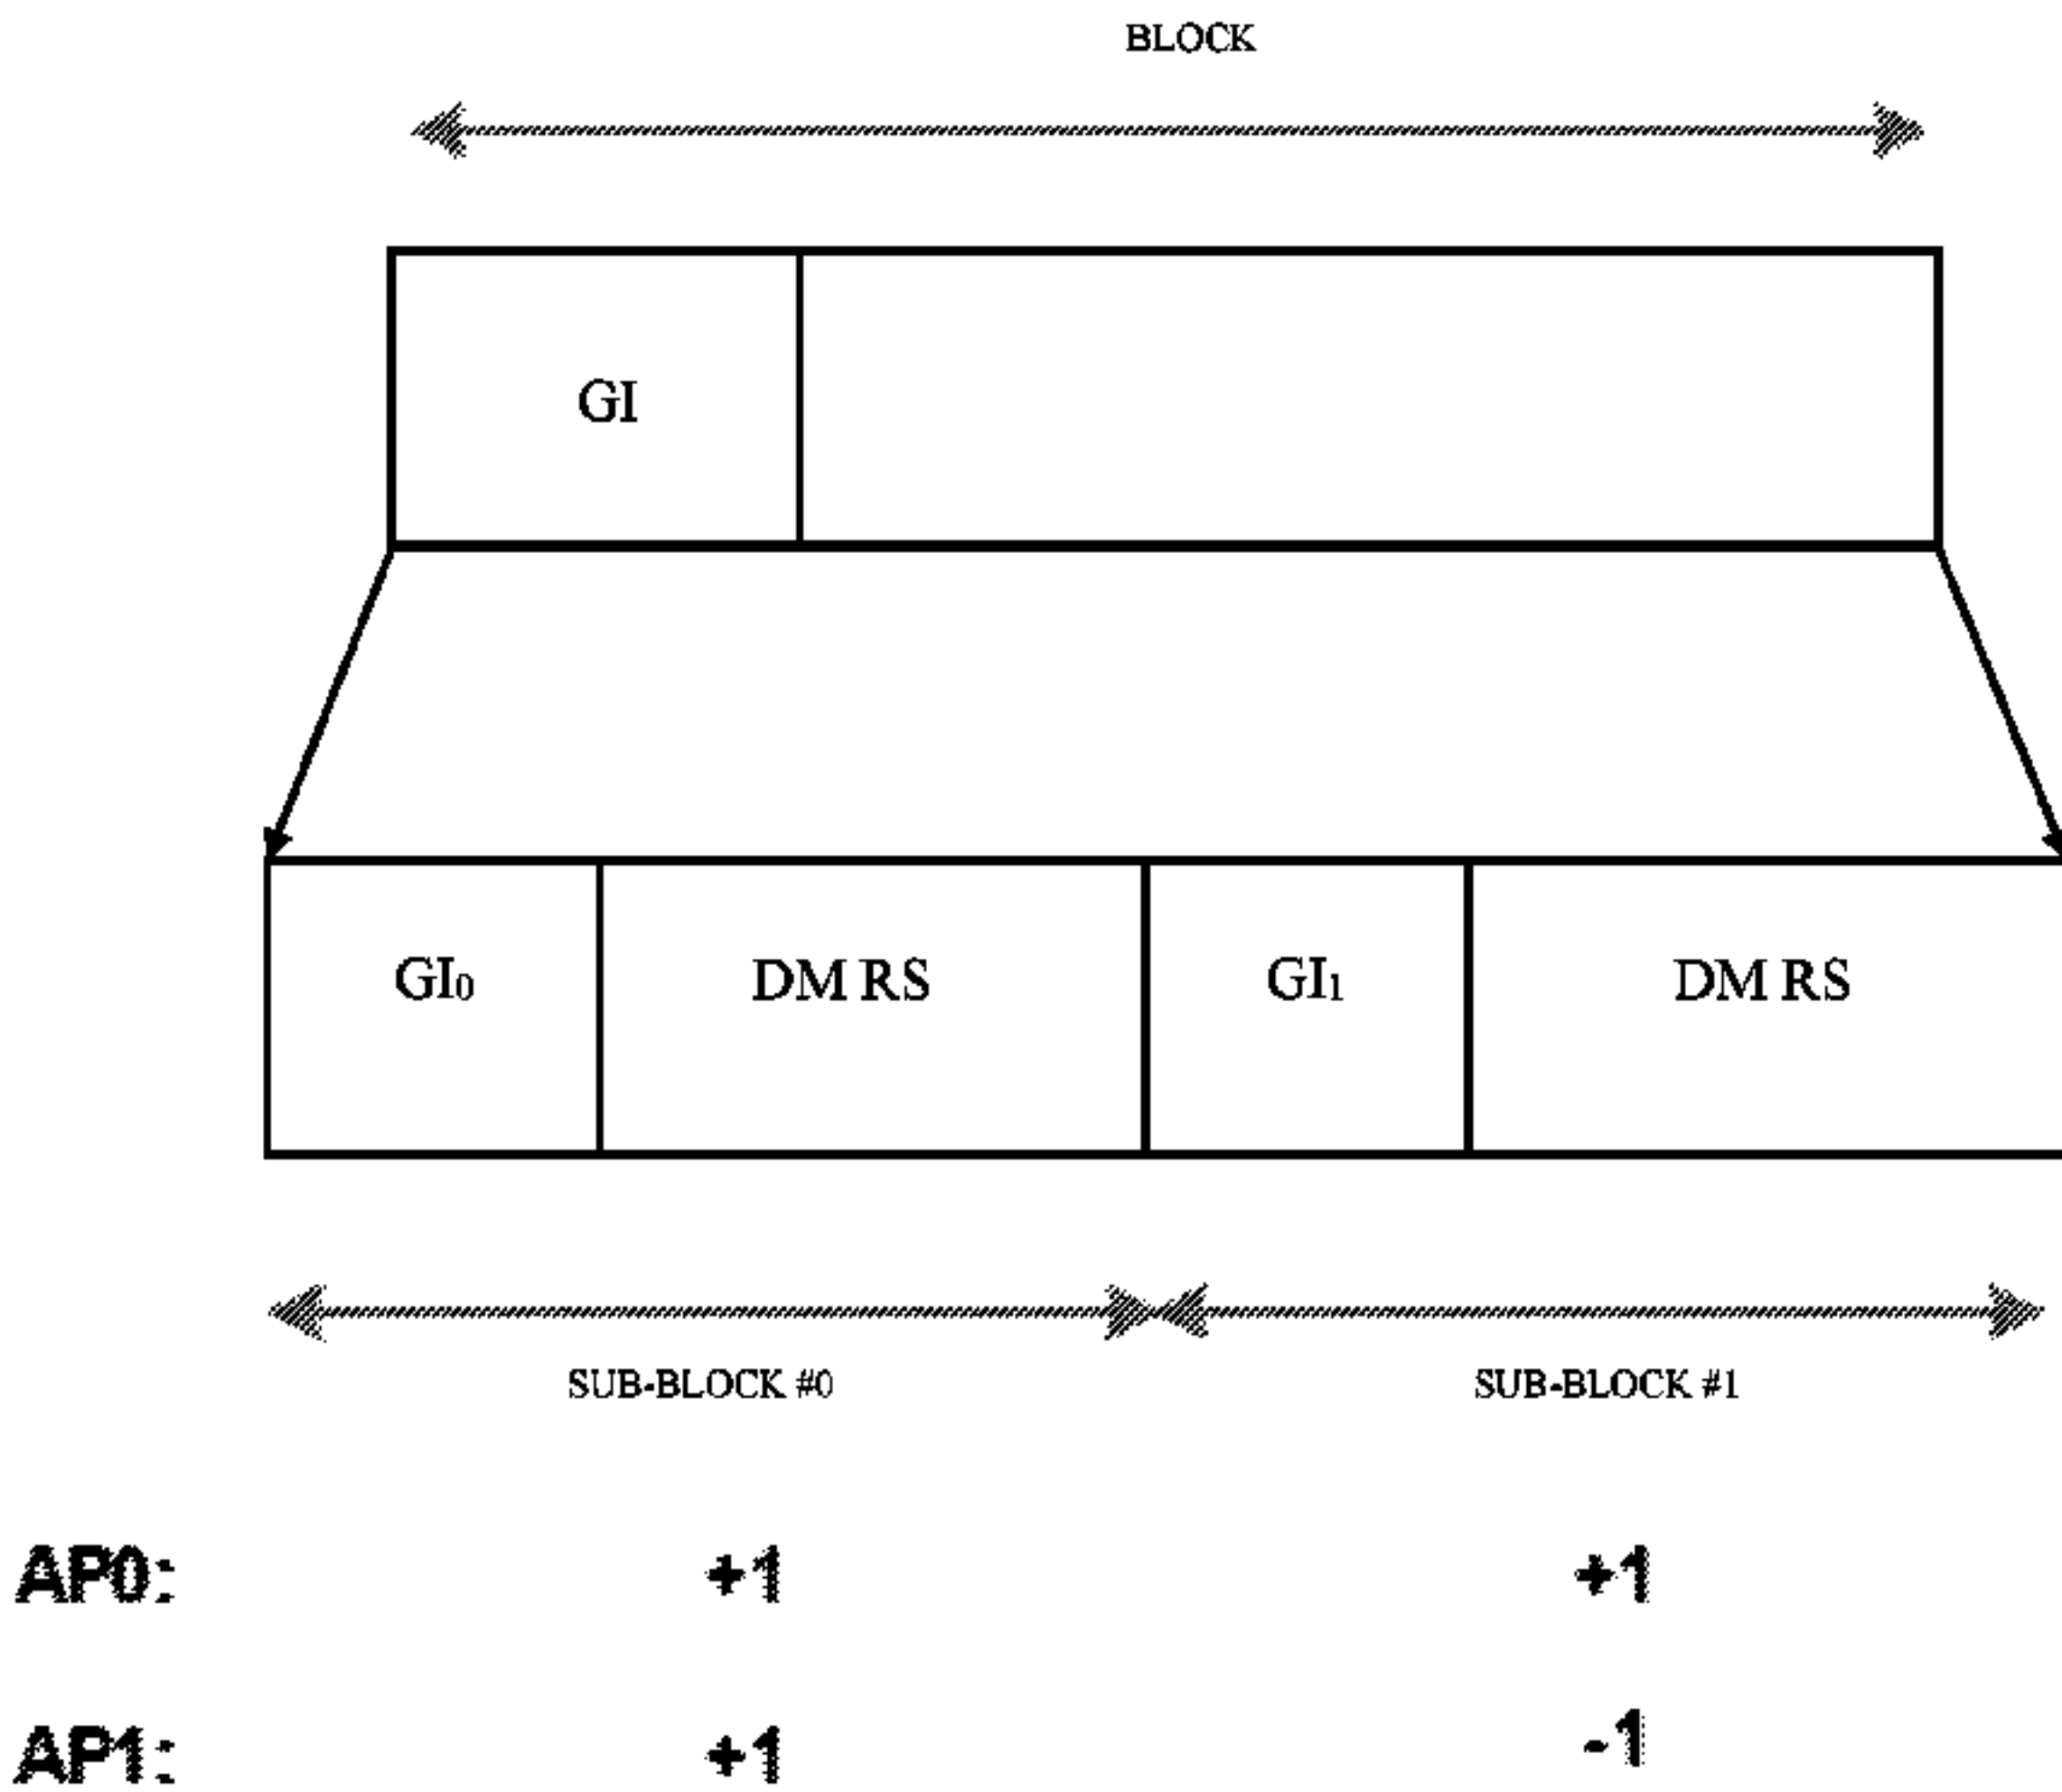 BLOCK
GI
GI₀ DM RS GI₁ DM RS
SUB-BLOCK #0 SUB-BLOCK #1
AP0: +1 +1
AP1: +1 -1